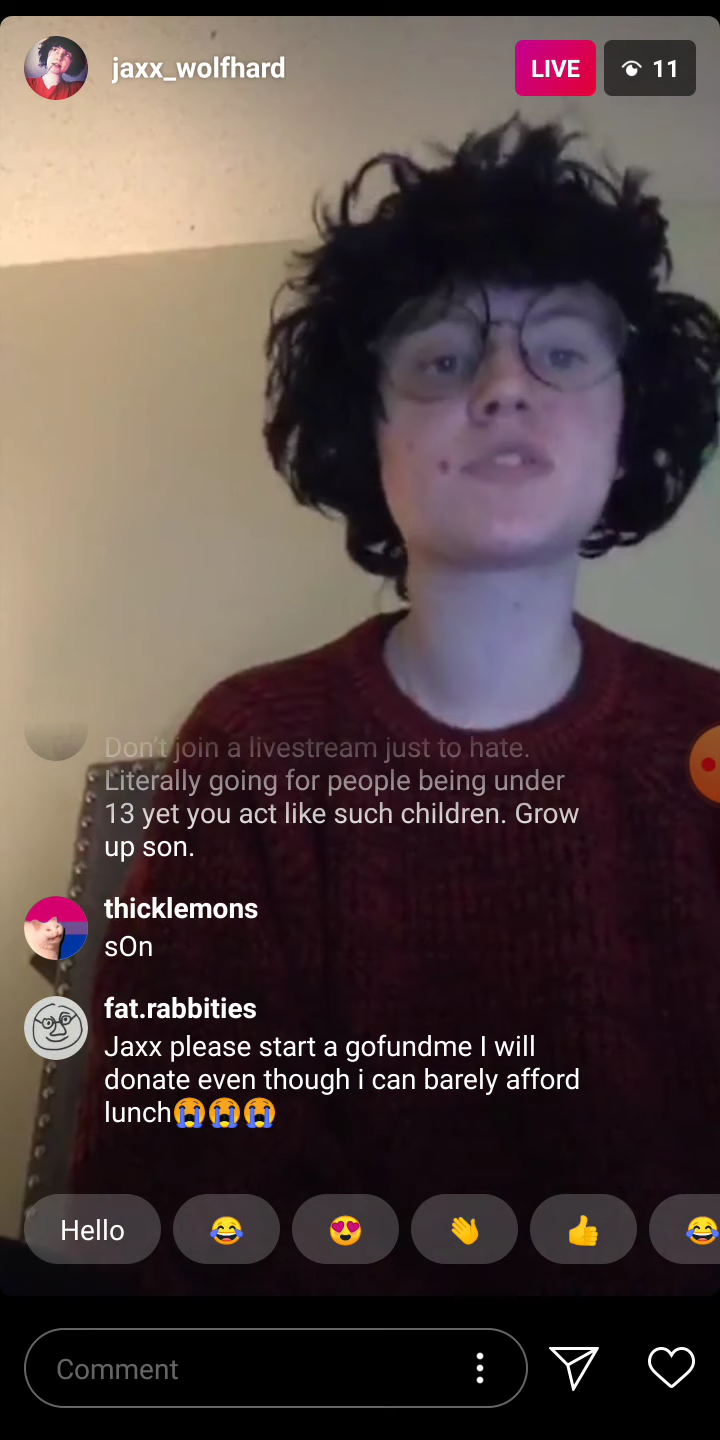 jaxx_wolfhard
LIVE
11
Don't join a livestream just to hate.
Literally going for people being under
13 yet you act like such children. Grow
up son.
thicklemons
sOn
fat.rabbities
Jaxx please start a gofundme I will
donate even though i can barely afford
lunch😭😭😭
Hello 😂 😍 👋 👍 😂
Comment